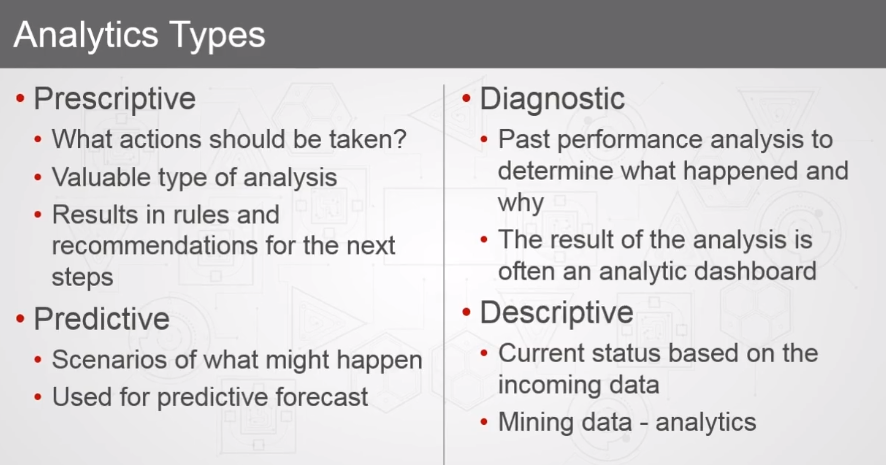 Analytics Types
• Prescriptive
• What actions should be taken?
• Valuable type of analysis
• Results in rules and
recommendations for the next
steps
• Predictive
• Scenarios of what might happen
• Used for predictive forecast
• Diagnostic
• Past performance analysis to
determine what happened and
why
• The result of the analysis is
often an analytic dashboard
• Descriptive
• Current status based on the
incoming data
• Mining data - analytics